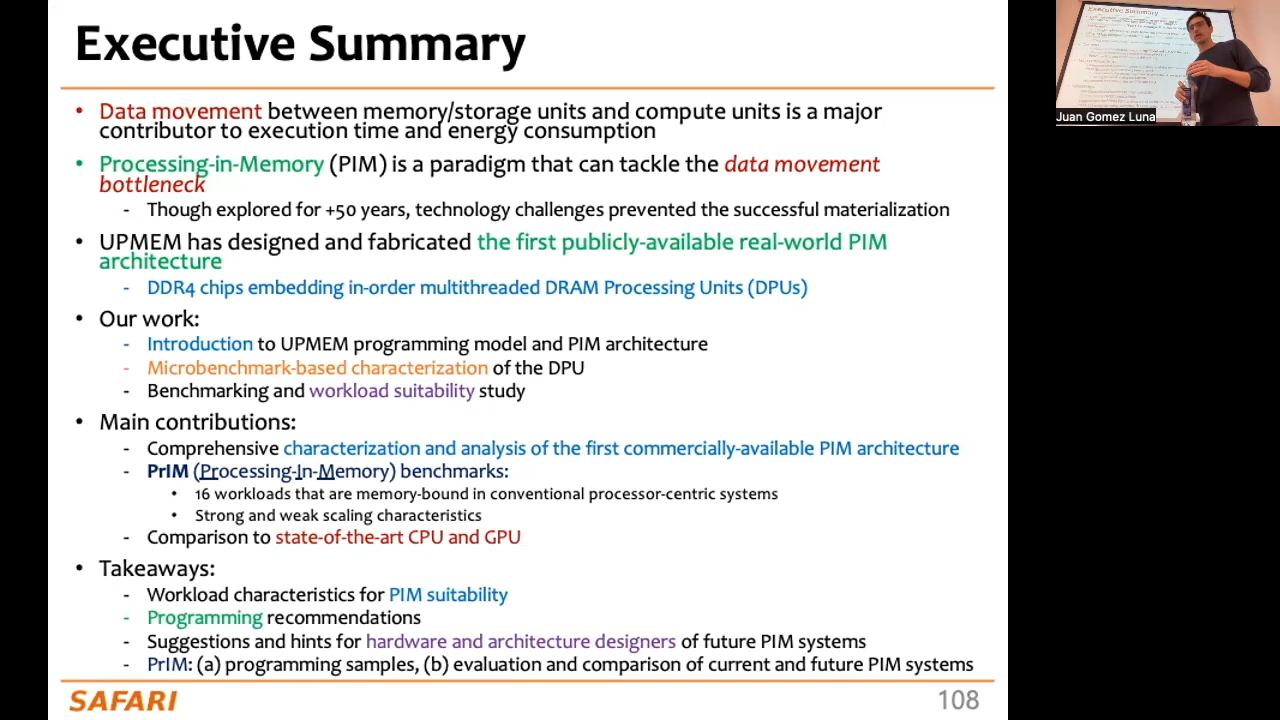 Executive Summary
• Data movement between memory/storage units and compute units is a major
contributor to execution time and energy consumption
• Processing-in-Memory (PIM) is a paradigm that can tackle the data movement
bottleneck
- Though explored for +50 years, technology challenges prevented the successful materialization
• UPMEM has designed and fabricated the first publicly-available real-world PIM
architecture
- DDR4 chips embedding in-order multithreaded DRAM Processing Units (DPUs)
• Our work:
- Introduction to UPMEM programming model and PIM architecture
- Microbenchmark-based characterization of the DPU
- Benchmarking and workload suitability study
• Main contributions:
- Comprehensive characterization and analysis of the first commercially-available PIM architecture
- PrIM (Processing-In-Memory) benchmarks:
• 16 workloads that are memory-bound in conventional processor-centric systems
• Strong and weak scaling characteristics
- Comparison to state-of-the-art CPU and GPU
• Takeaways:
- Workload characteristics for PIM suitability
- Programming recommendations
- Suggestions and hints for hardware and architecture designers of future PIM systems
- PrIM: (a) programming samples, (b) evaluation and comparison of current and future PIM systems
SAFARI
108
Executive Summary
Juan Gomez Luna